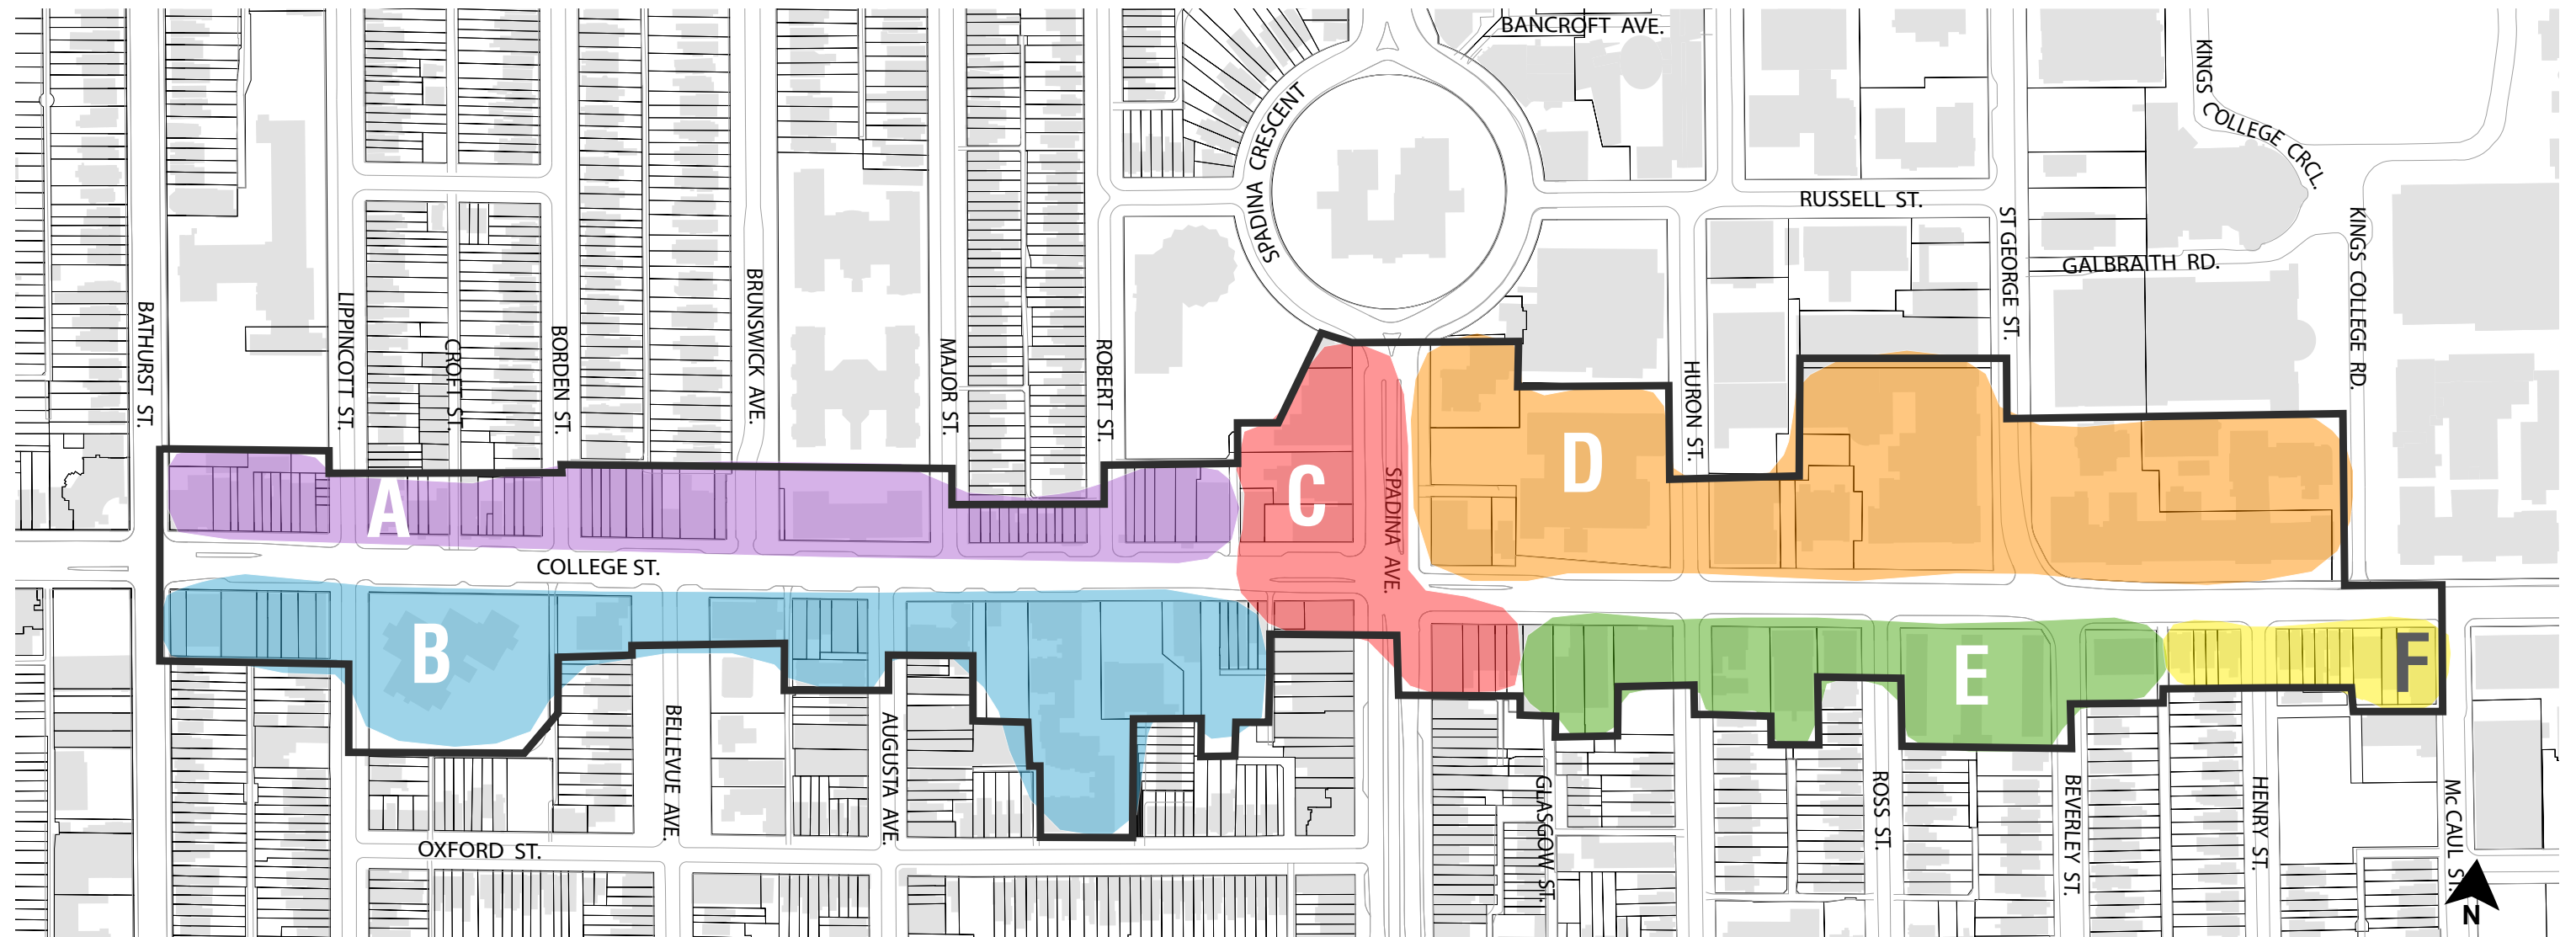 BANCROFT AVE.
KINGS COLLEGE CRCL.
SPADINA CRESCENT
RUSSELL ST.
ST GEORGE ST.
KINGS COLLEGE RD.
GALBRAITH RD.
BATHURST ST.
LIPPINCOTT ST.
CROFT ST.
BORDEN ST.
BRUNSWICK AVE.
MAJOR ST.
ROBERT ST.
HURON ST.
A
C
SPADINA AVE.
D
COLLEGE ST.
B
E
F
BELLEVUE AVE.
AUGUSTA AVE.
GLASGOW ST.
ROSS ST.
BEVERLEY ST.
HENRY ST.
Mc CAUL ST.
OXFORD ST.
N